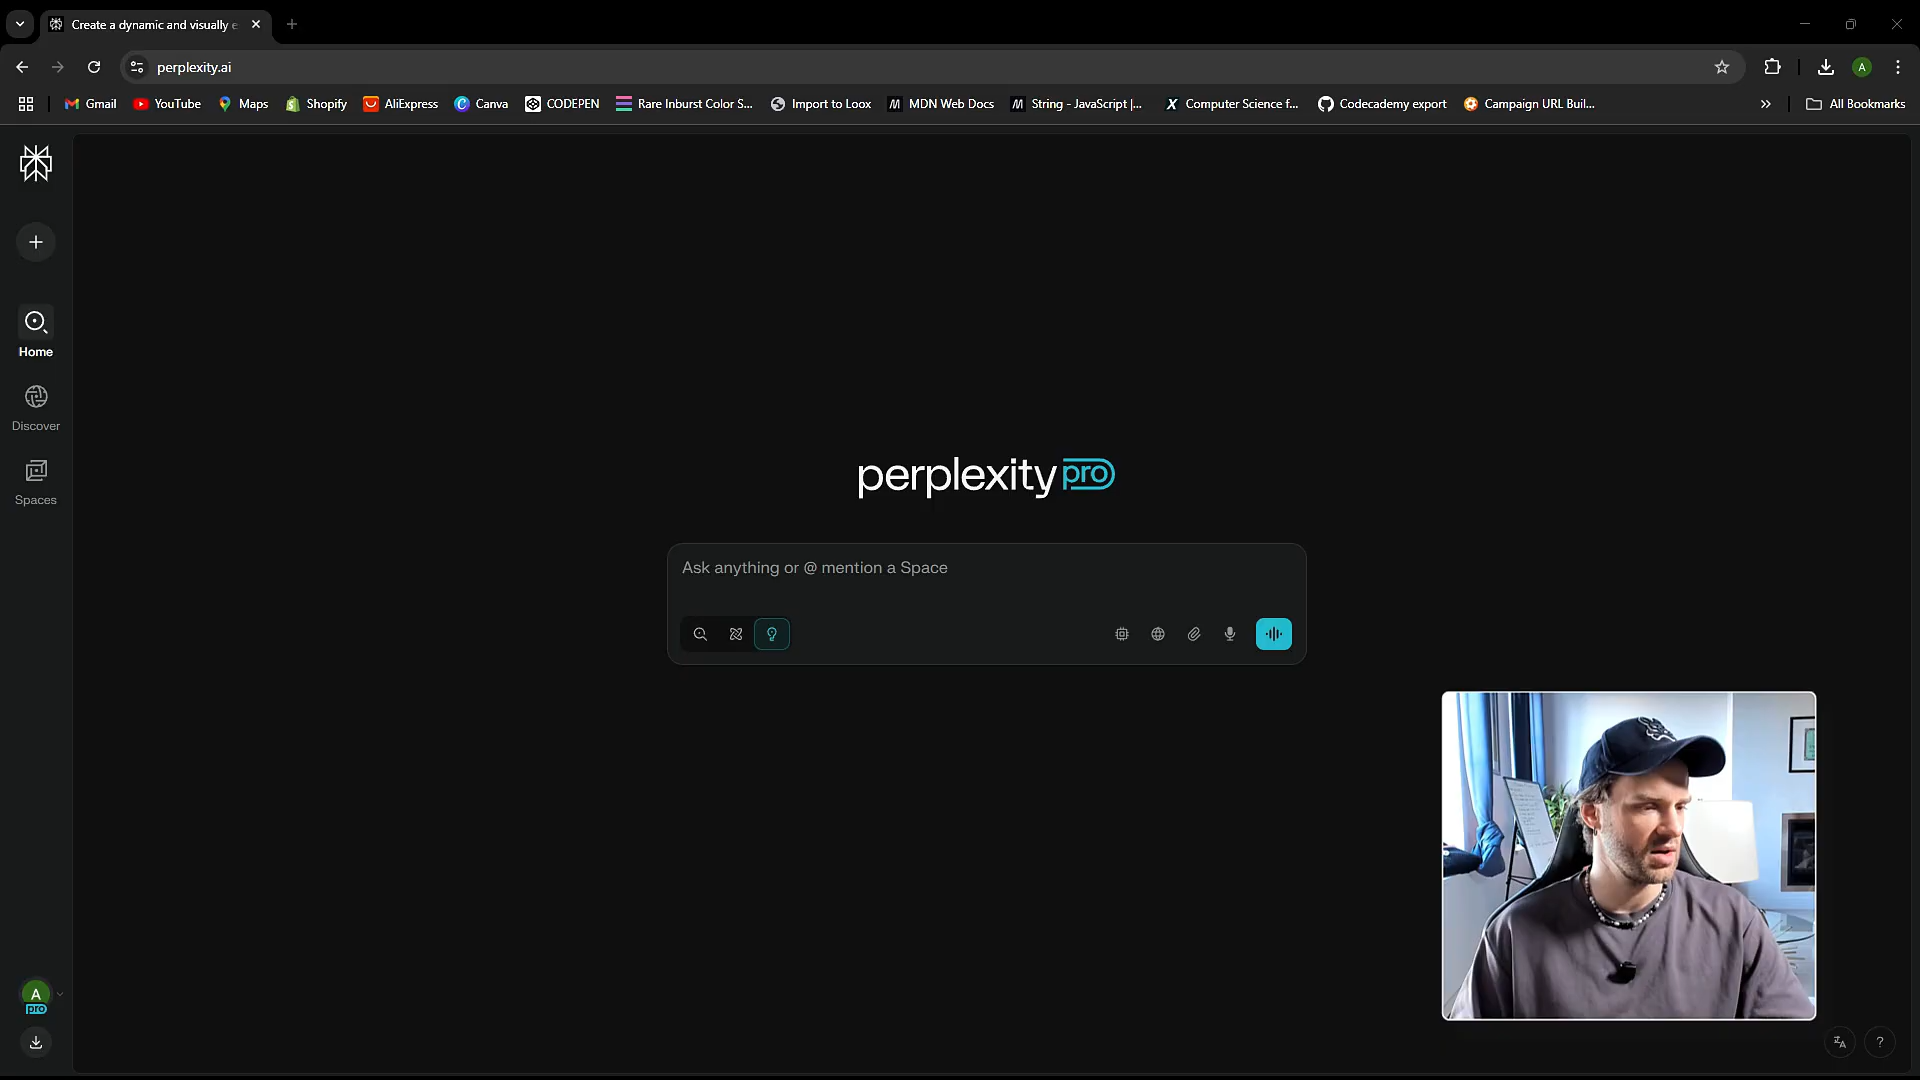 Create a dynamic and visually e
perplexity.ai
A
Gmail
YouTube
Maps
Shopify
AliExpress
Canva
CODEPEN
Rare Inburst Color S...
Import to Loox
MDN Web Docs
String - JavaScript |...
Computer Science f...
Codecademy export
Campaign URL Buil...
All Bookmarks
Home
Discover
Spaces
perplexity pro
Ask anything or @ mention a Space
A
pro
?